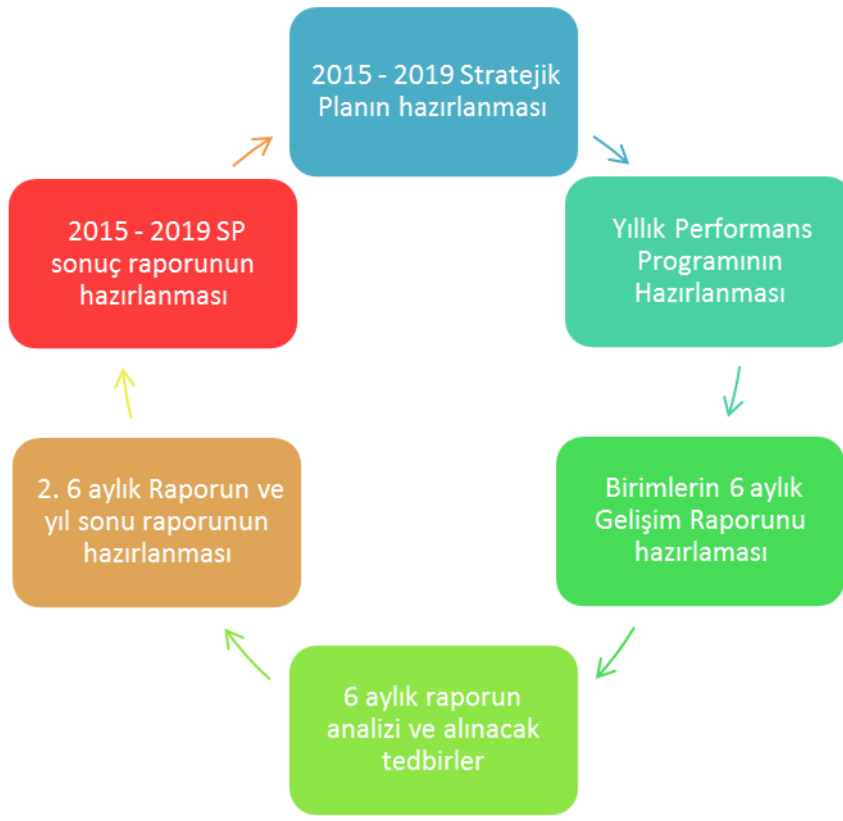 2015 - 2019 Stratejik
Planın hazırlanması
Yıllık Performans
Programının
Hazırlanması
Birimlerin 6 aylık
Gelişim Raporunu
hazırlaması
6 aylık raporun
analizi ve alınacak
tedbirler
2. 6 aylık Raporun ve
yıl sonu raporunun
hazırlanması
2015 - 2019 SP
sonuç raporunun
hazırlanması